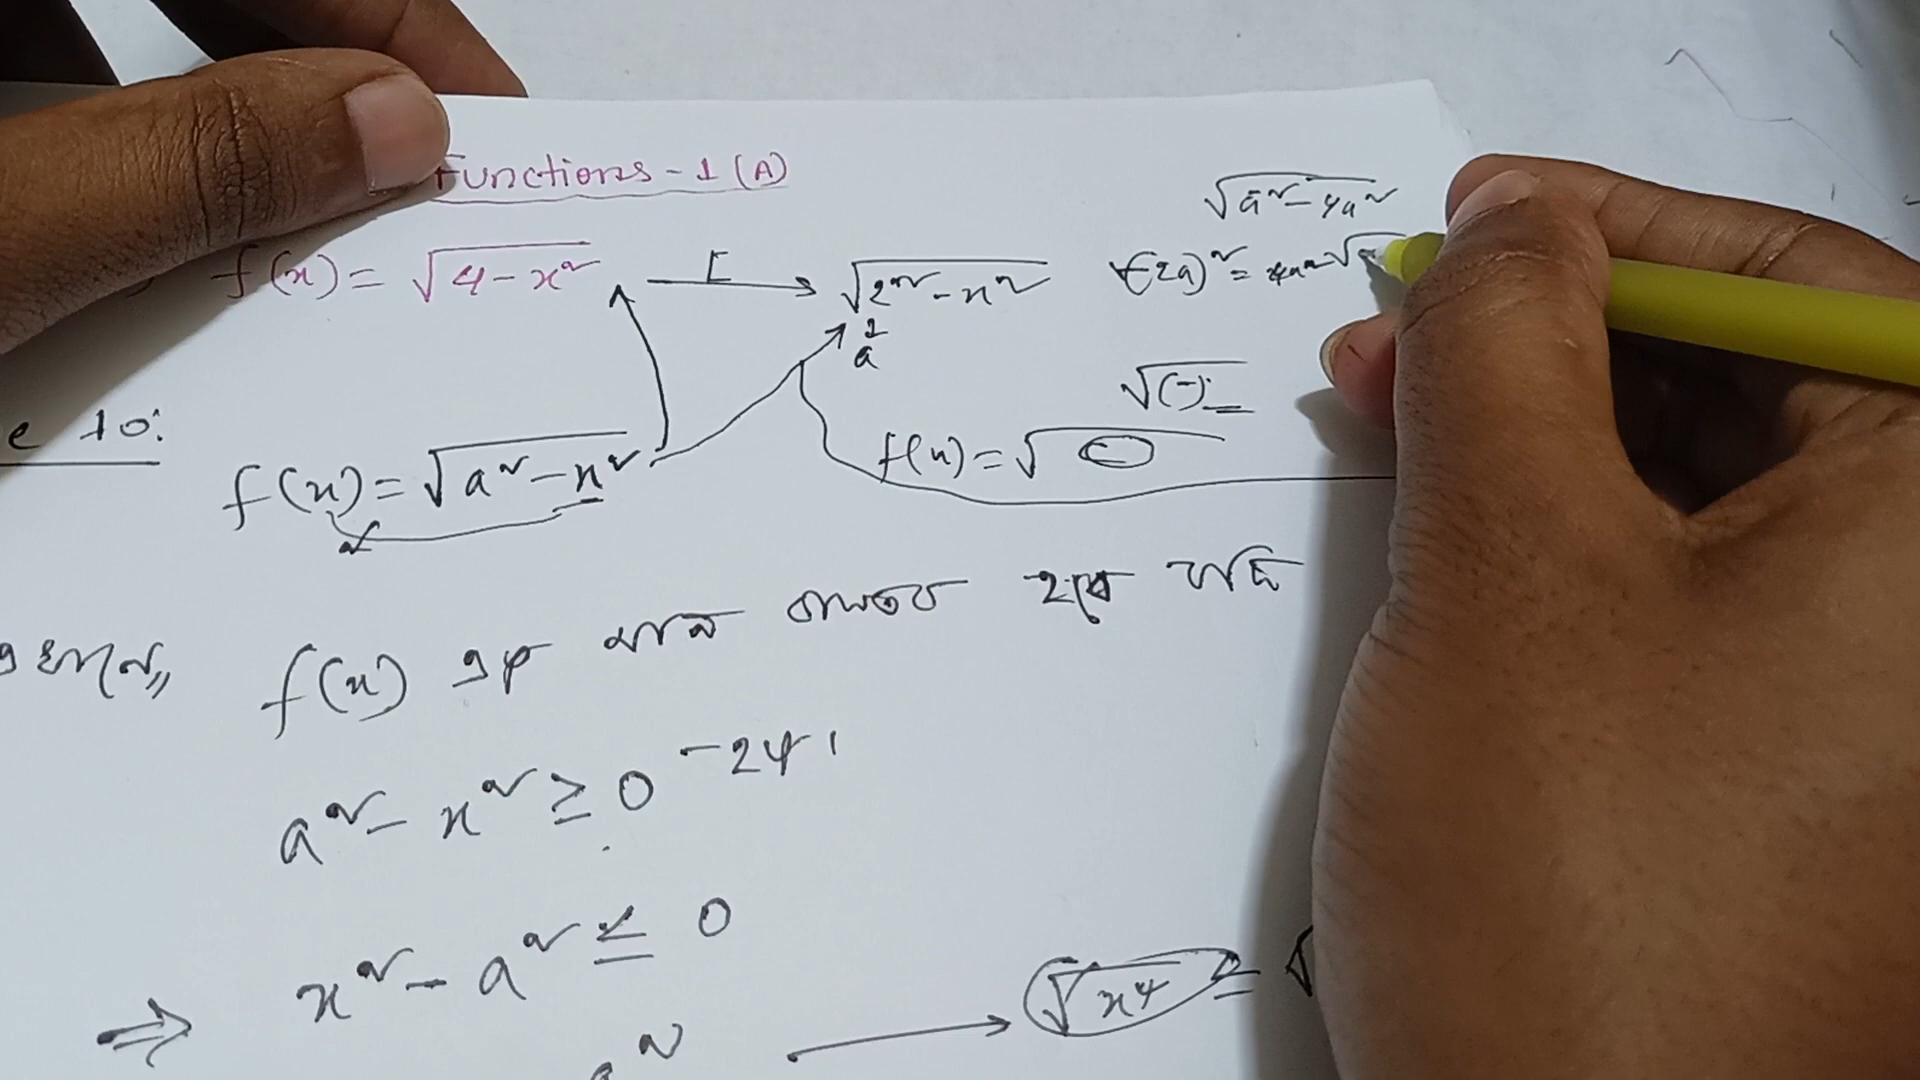 Functions - 1 (A)
√a² - 4a²
f(x) = √4 - x²
√2² - x²
(-2a)² = 4a²
a
√(-)
e 10:
f(x) = √a² - x²
f(x) = √(-)
f(x) এর মান বাস্তব হবে যদি
a² - x² ≥ 0 হয়।
⇒ x² - a² ≤ 0
√x⁴ =
a²